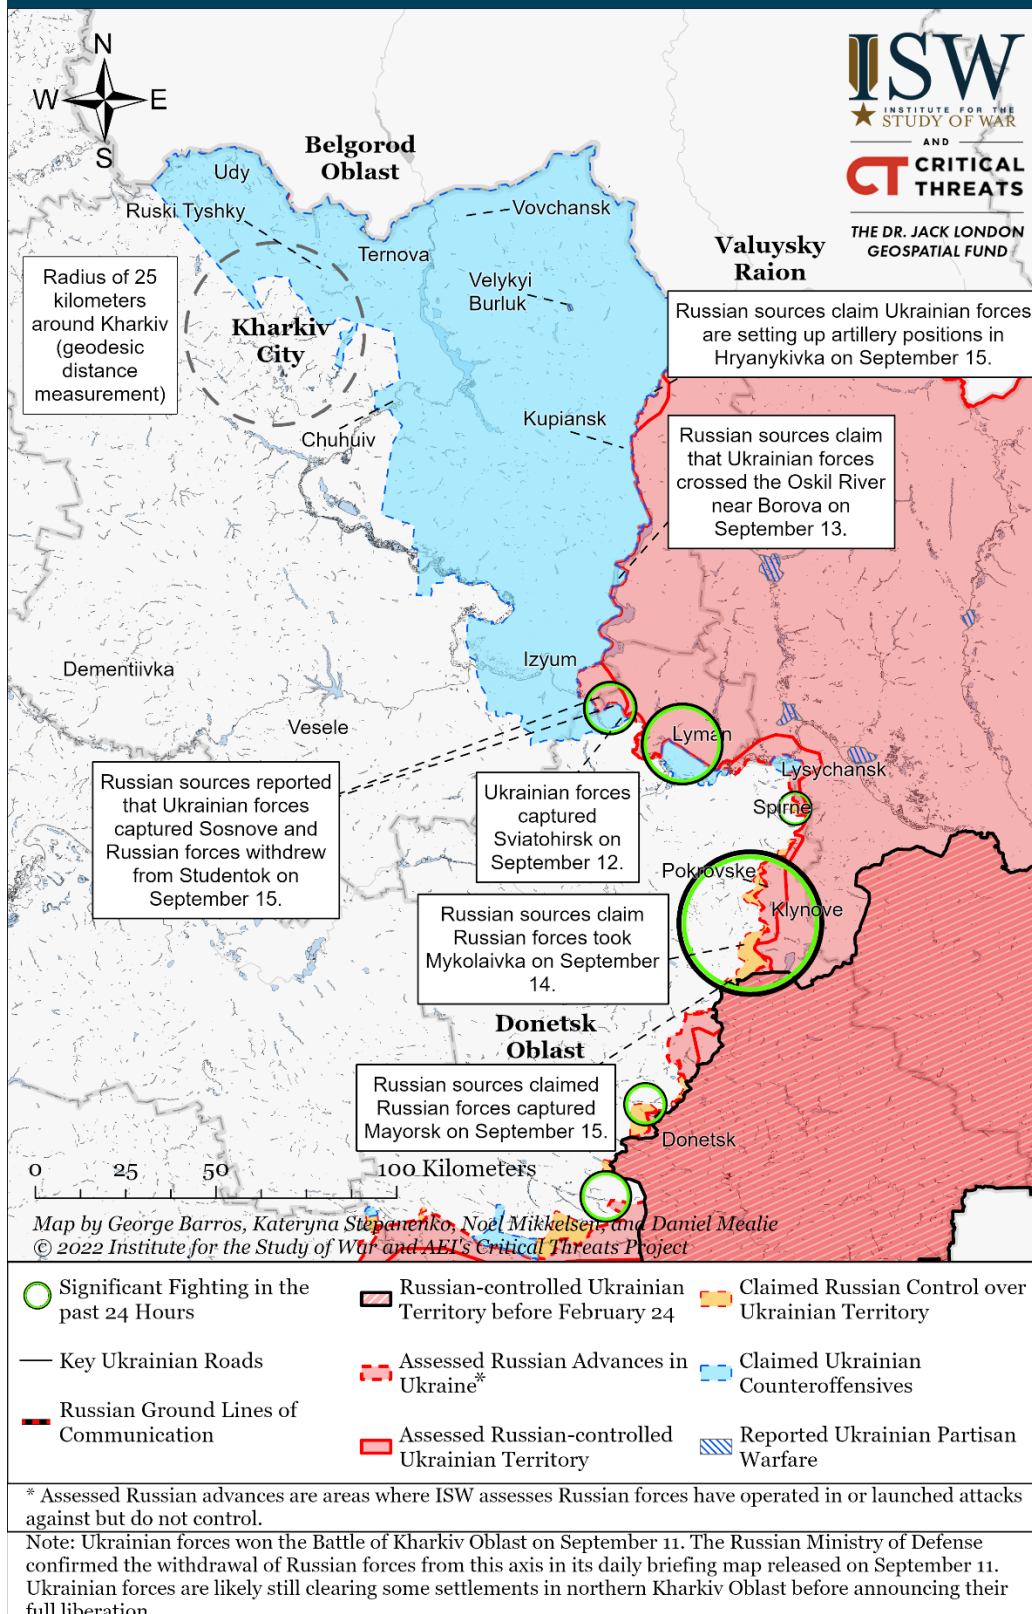 N
W E
S
ISW
INSTITUTE FOR THE
STUDY OF WAR
AND
CT CRITICAL
THREATS
THE DR. JACK LONDON
GEOSPATIAL FUND
Belgorod
Oblast
Udy
Ruski Tyshky
Vovchansk
Ternova
Valuysky
Raion
Velykyi
Burluk
Radius of 25
kilometers
around Kharkiv
(geodesic
distance
measurement)
Kharkiv
City
Russian sources claim Ukrainian forces
are setting up artillery positions in
Hryanykivka on September 15.
Kupiansk
Chuhuiv
Russian sources claim
that Ukrainian forces
crossed the Oskil River
near Borova on
September 13.
Izyum
Dementiivka
Vesele
Lyman
Lysychansk
Spirne
Russian sources reported
that Ukrainian forces
captured Sosnove and
Russian forces withdrew
from Studentok on
September 15.
Ukrainian forces
captured
Sviatohirsk on
September 12.
Pokrovske
Klynove
Russian sources claim
Russian forces took
Mykolaivka on September
14.
Donetsk
Oblast
Russian sources claimed
Russian forces captured
Mayorsk on September 15.
Donetsk
0 25 50 100 Kilometers
Map by George Barros, Kateryna Stepanenko, Noel Mikkelsen, and Daniel Mealie
© 2022 Institute for the Study of War and AEI's Critical Threats Project
Significant Fighting in the
past 24 Hours
Key Ukrainian Roads
Russian Ground Lines of
Communication
Russian-controlled Ukrainian
Territory before February 24
Assessed Russian Advances in
Ukraine*
Assessed Russian-controlled
Ukrainian Territory
Claimed Russian Control over
Ukrainian Territory
Claimed Ukrainian
Counteroffensives
Reported Ukrainian Partisan
Warfare
* Assessed Russian advances are areas where ISW assesses Russian forces have operated in or launched attacks
against but do not control.
Note: Ukrainian forces won the Battle of Kharkiv Oblast on September 11. The Russian Ministry of Defense
confirmed the withdrawal of Russian forces from this axis in its daily briefing map released on September 11.
Ukrainian forces are likely still clearing some settlements in northern Kharkiv Oblast before announcing their
full liberation